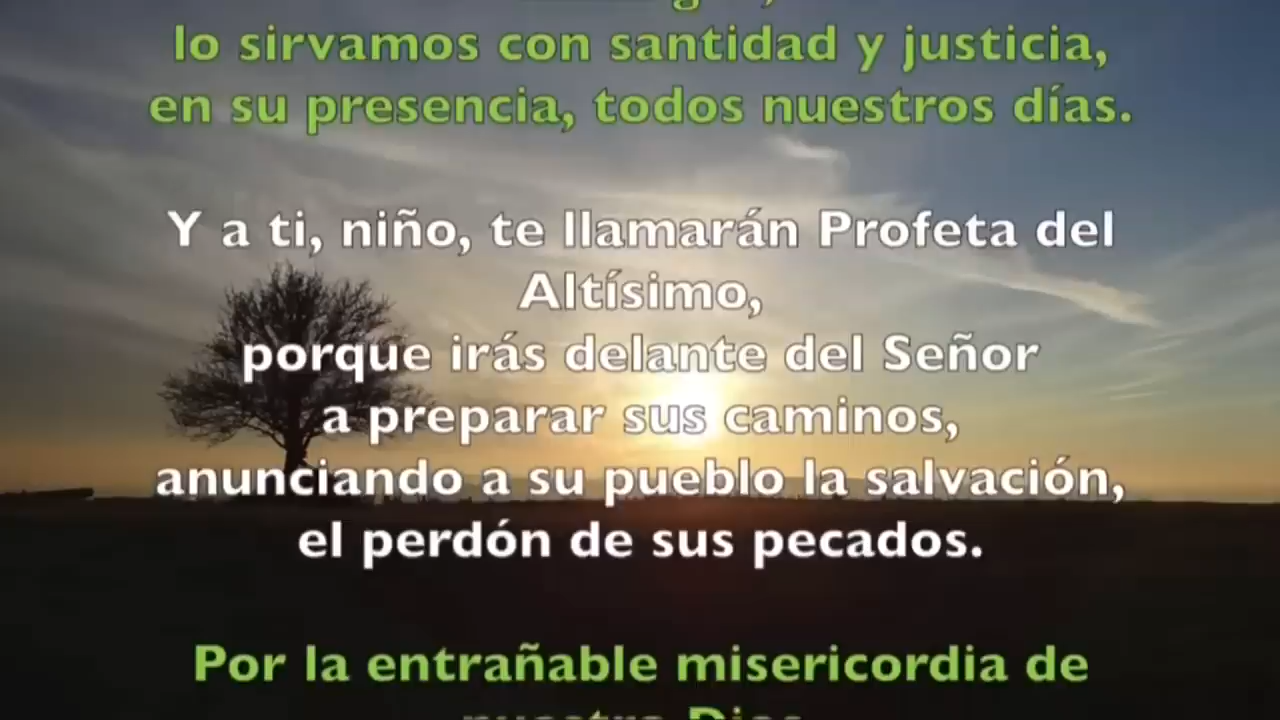 lo sirvamos con santidad y justicia,
en su presencia, todos nuestros días.
Y a ti, niño, te llamarán Profeta del
Altísimo,
porque irás delante del Señor
a preparar sus caminos,
anunciando a su pueblo la salvación,
el perdón de sus pecados.
Por la entrañable misericordia de
nuestro Dios